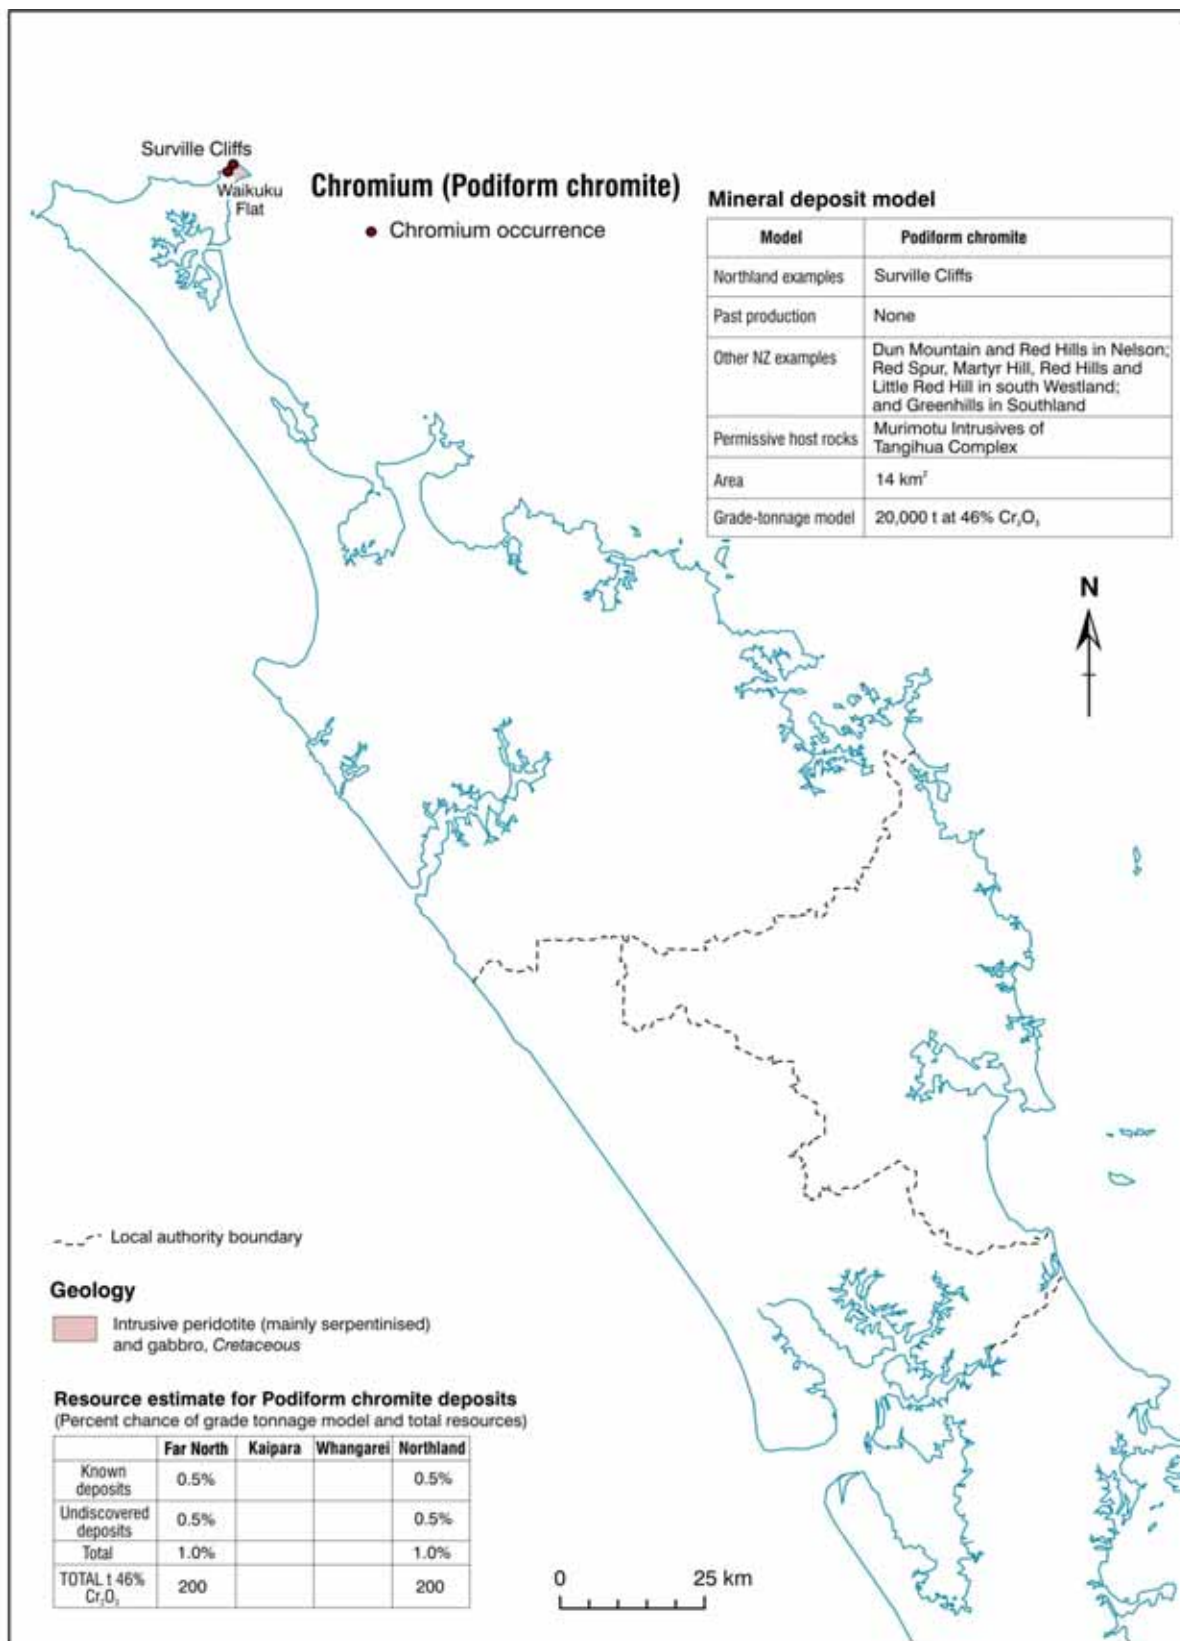 Surville Cliffs
Waikuku
Flat
Chromium (Podiform chromite)
Chromium occurrence
Mineral deposit model
Model Podiform chromite
Northland examples Surville Cliffs
Past production None
Other NZ examples Dun Mountain and Red Hills in Nelson;
Red Spur, Martyr Hill, Red Hills and
Little Red Hill in south Westland;
and Greenhills in Southland
Permissive host rocks Murimotu Intrusives of
Tangihua Complex
Area 14 km²
Grade-tonnage model 20,000 t at 46% Cr₂O₃
N
Local authority boundary
Geology
Intrusive peridotite (mainly serpentinised)
and gabbro, Cretaceous
Resource estimate for Podiform chromite deposits
(Percent chance of grade tonnage model and total resources)
Far North Kaipara Whangarei Northland
Known
deposits 0.5% 0.5%
Undiscovered
deposits 0.5% 0.5%
Total 1.0% 1.0%
TOTAL t 46%
Cr₂O₃ 200 200
0 25 km